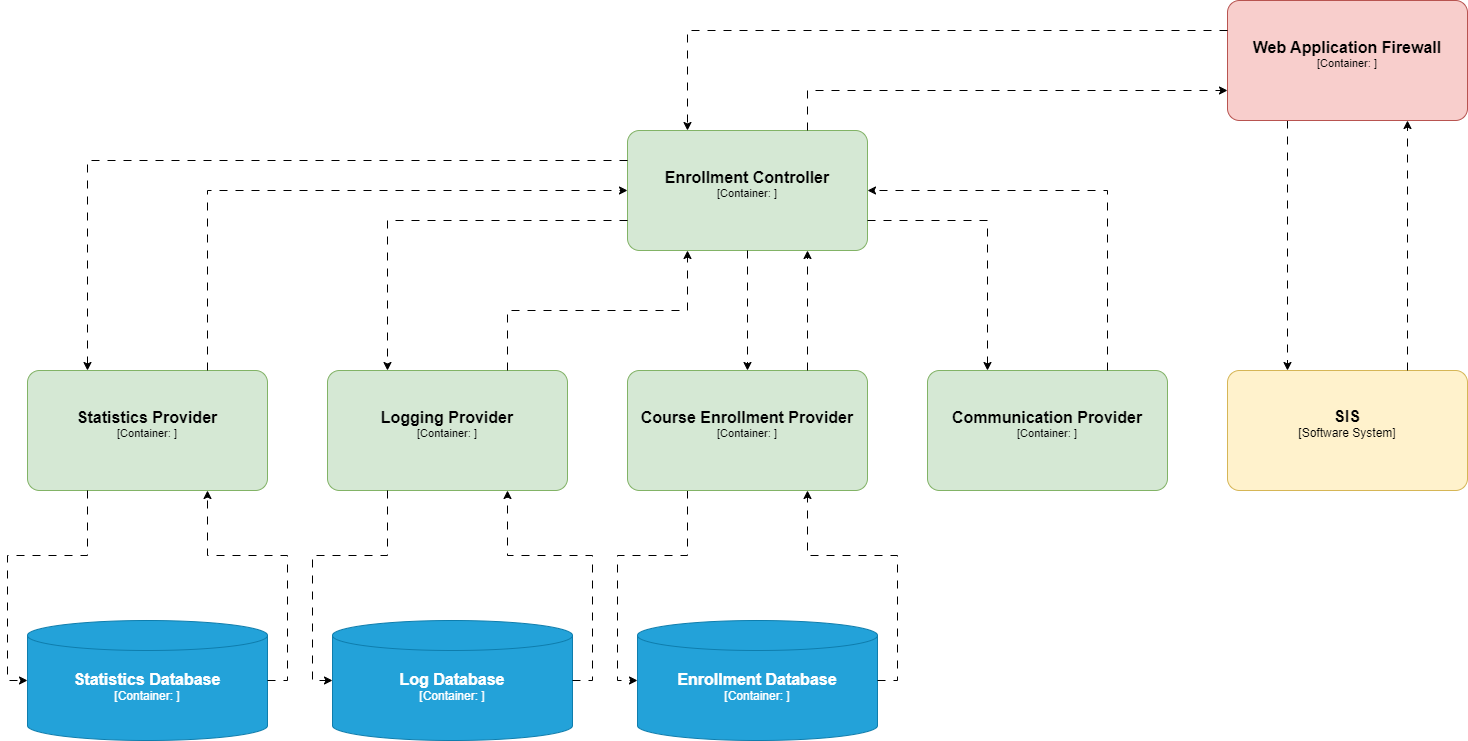 Web Application Firewall
[Container: ]
Enrollment Controller
[Container: ]
Statistics Provider
[Container: ]
Logging Provider
[Container: ]
Course Enrollment Provider
[Container: ]
Communication Provider
[Container: ]
SIS
[Software System]
Statistics Database
[Container: ]
Log Database
[Container: ]
Enrollment Database
[Container: ]